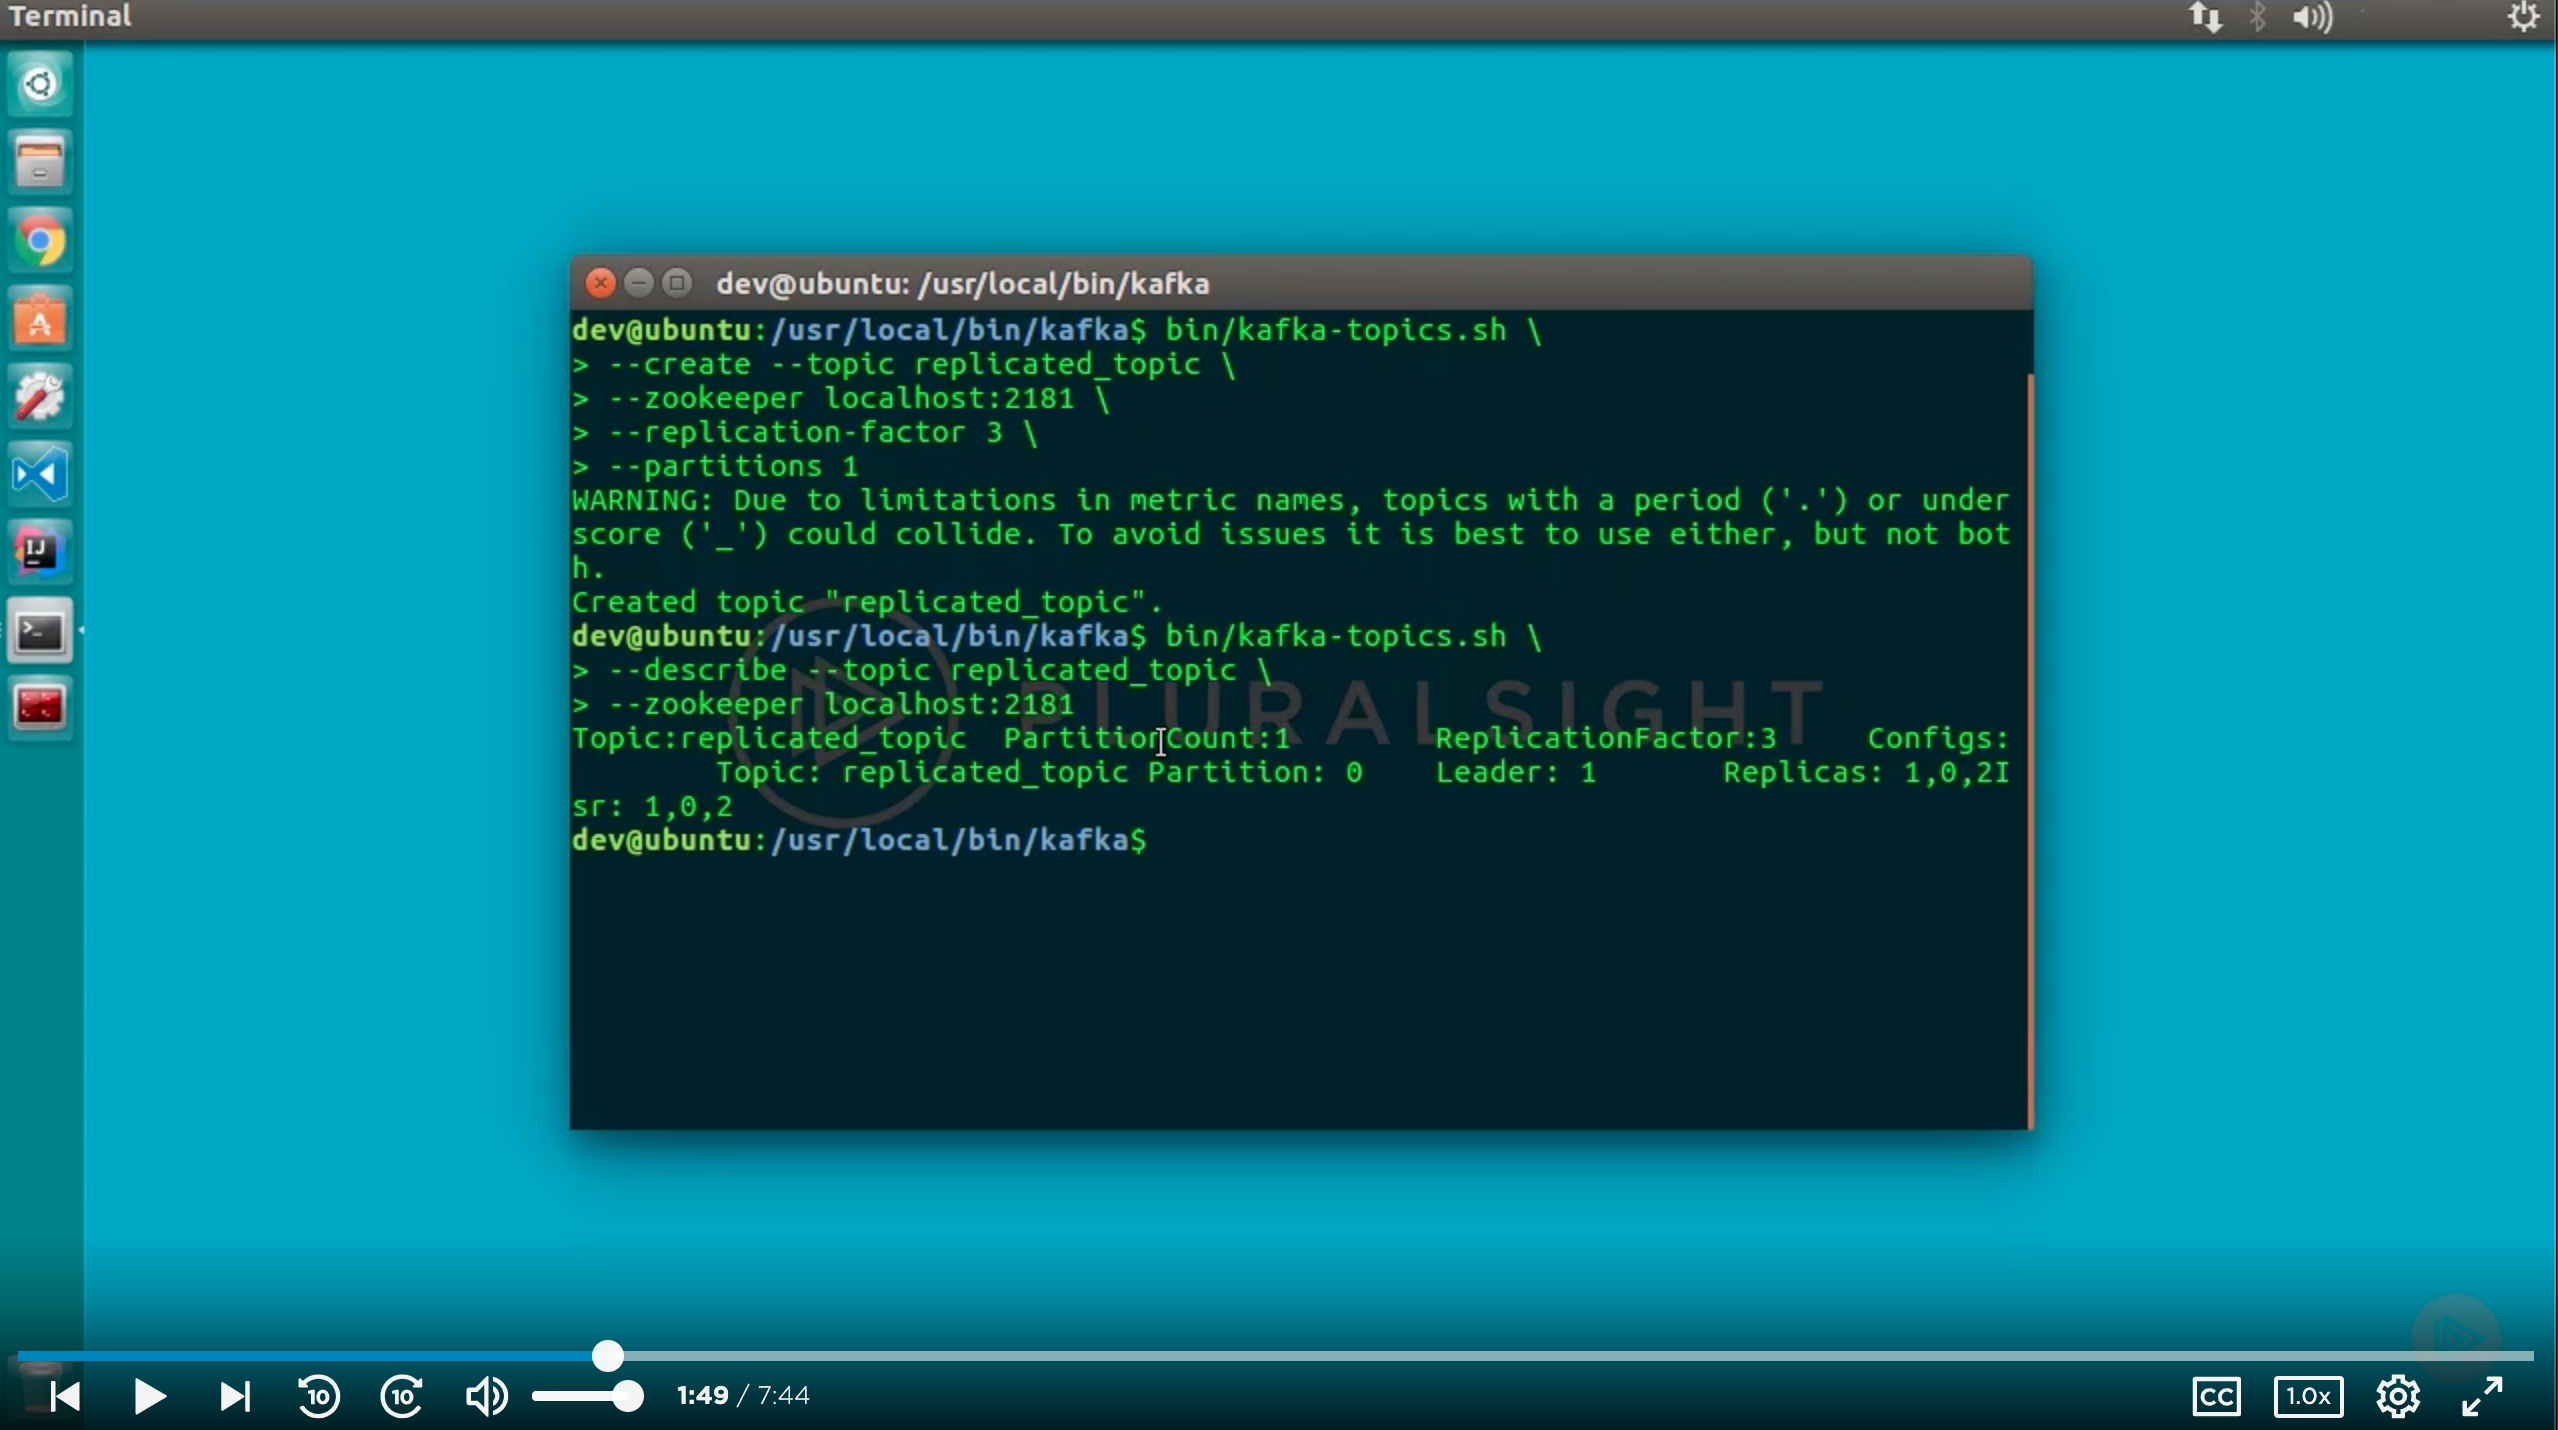 Terminal
dev@ubuntu: /usr/local/bin/kafka
dev@ubuntu:/usr/local/bin/kafka$ bin/kafka-topics.sh \
> --create --topic replicated_topic \
> --zookeeper localhost:2181 \
> --replication-factor 3 \
> --partitions 1
WARNING: Due to limitations in metric names, topics with a period ('.') or under
score ('_') could collide. To avoid issues it is best to use either, but not bot
h.
Created topic "replicated_topic".
dev@ubuntu:/usr/local/bin/kafka$ bin/kafka-topics.sh \
> --describe --topic replicated_topic \
> --zookeeper localhost:2181
PLURALSIGHT
Topic:replicated_topic PartitionCount:1 ReplicationFactor:3 Configs:
Topic: replicated_topic Partition: 0 Leader: 1 Replicas: 1,0,2I
sr: 1,0,2
dev@ubuntu:/usr/local/bin/kafka$
IJ
10 10 1:49 / 7:44 CC 1.0x